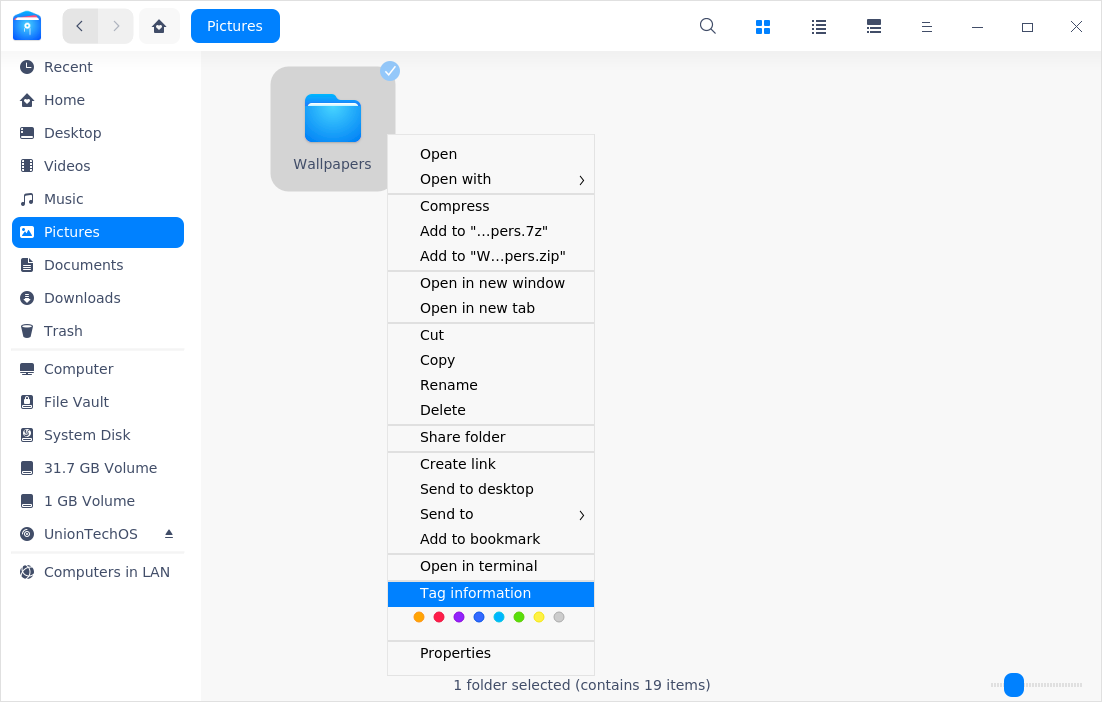 Pictures
Recent
Home
Desktop
Videos
Music
Pictures
Documents
Downloads
Trash
Computer
File Vault
System Disk
31.7 GB Volume
1 GB Volume
UnionTechOS
Computers in LAN
Wallpapers
Open
Open with
Compress
Add to "...pers.7z"
Add to "W...pers.zip"
Open in new window
Open in new tab
Cut
Copy
Rename
Delete
Share folder
Create link
Send to desktop
Send to
Add to bookmark
Open in terminal
Tag information
Properties
1 folder selected (contains 19 items)